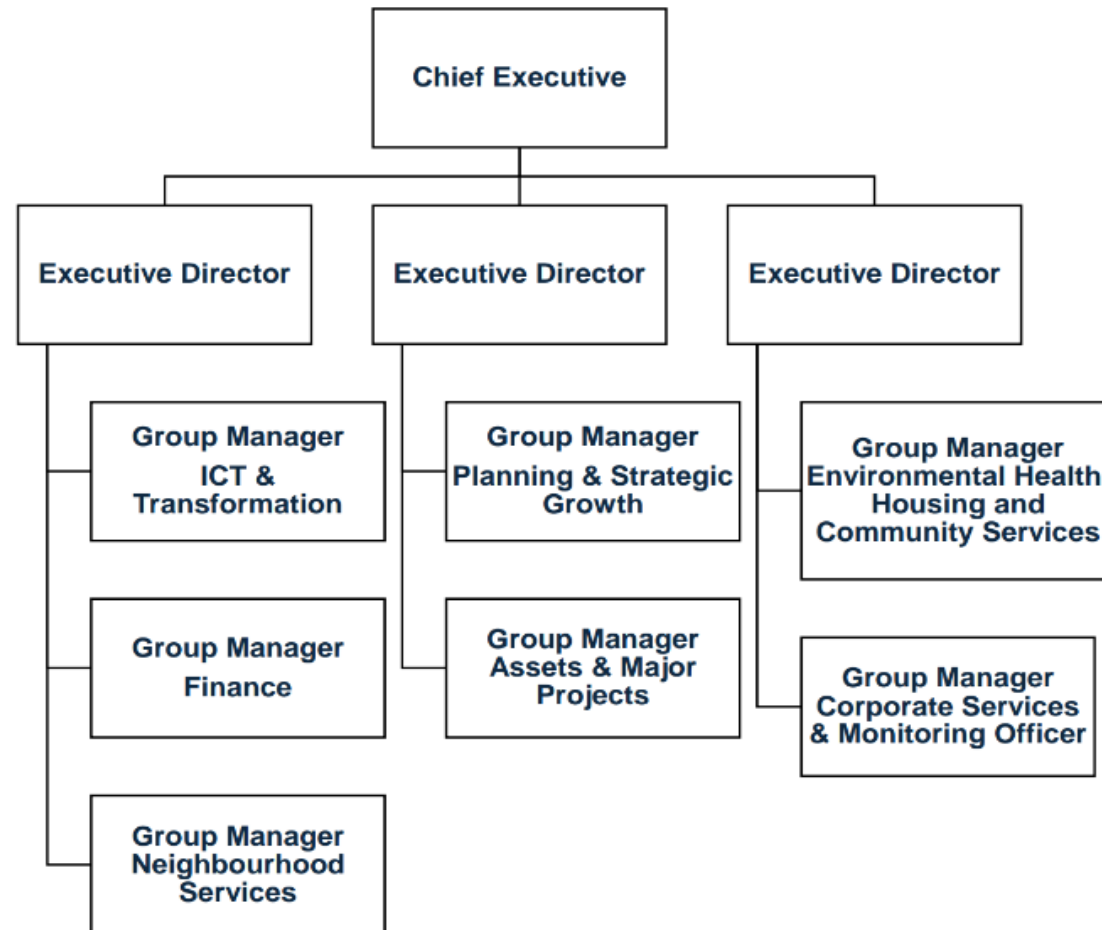 Chief Executive
Executive Director
Executive Director
Executive Director
Group Manager
ICT &
Transformation
Group Manager
Finance
Group Manager
Neighbourhood
Services
Group Manager
Planning & Strategic
Growth
Group Manager
Assets & Major
Projects
Group Manager
Environmental Health
Housing and
Community Services
Group Manager
Corporate Services
& Monitoring Officer